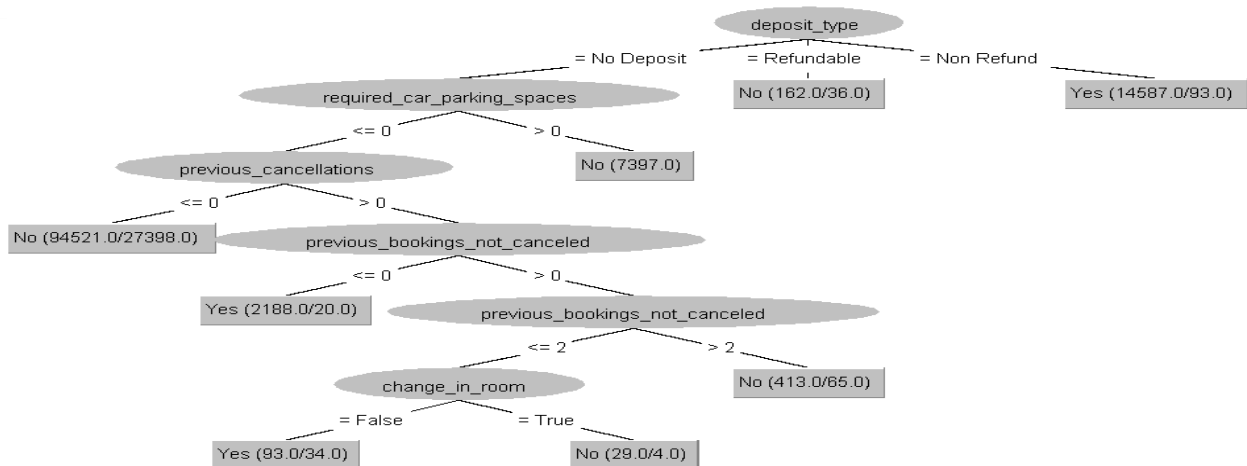 deposit_type
= No Deposit = Refundable = Non Refund
required_car_parking_spaces
No (162.0/36.0)
Yes (14587.0/93.0)
<= 0 > 0
previous_cancellations
No (7397.0)
<= 0 > 0
No (94521.0/27398.0)
previous_bookings_not_canceled
<= 0 > 0
Yes (2188.0/20.0)
previous_bookings_not_canceled
<= 2 > 2
change_in_room
No (413.0/65.0)
= False = True
Yes (93.0/34.0)
No (29.0/4.0)